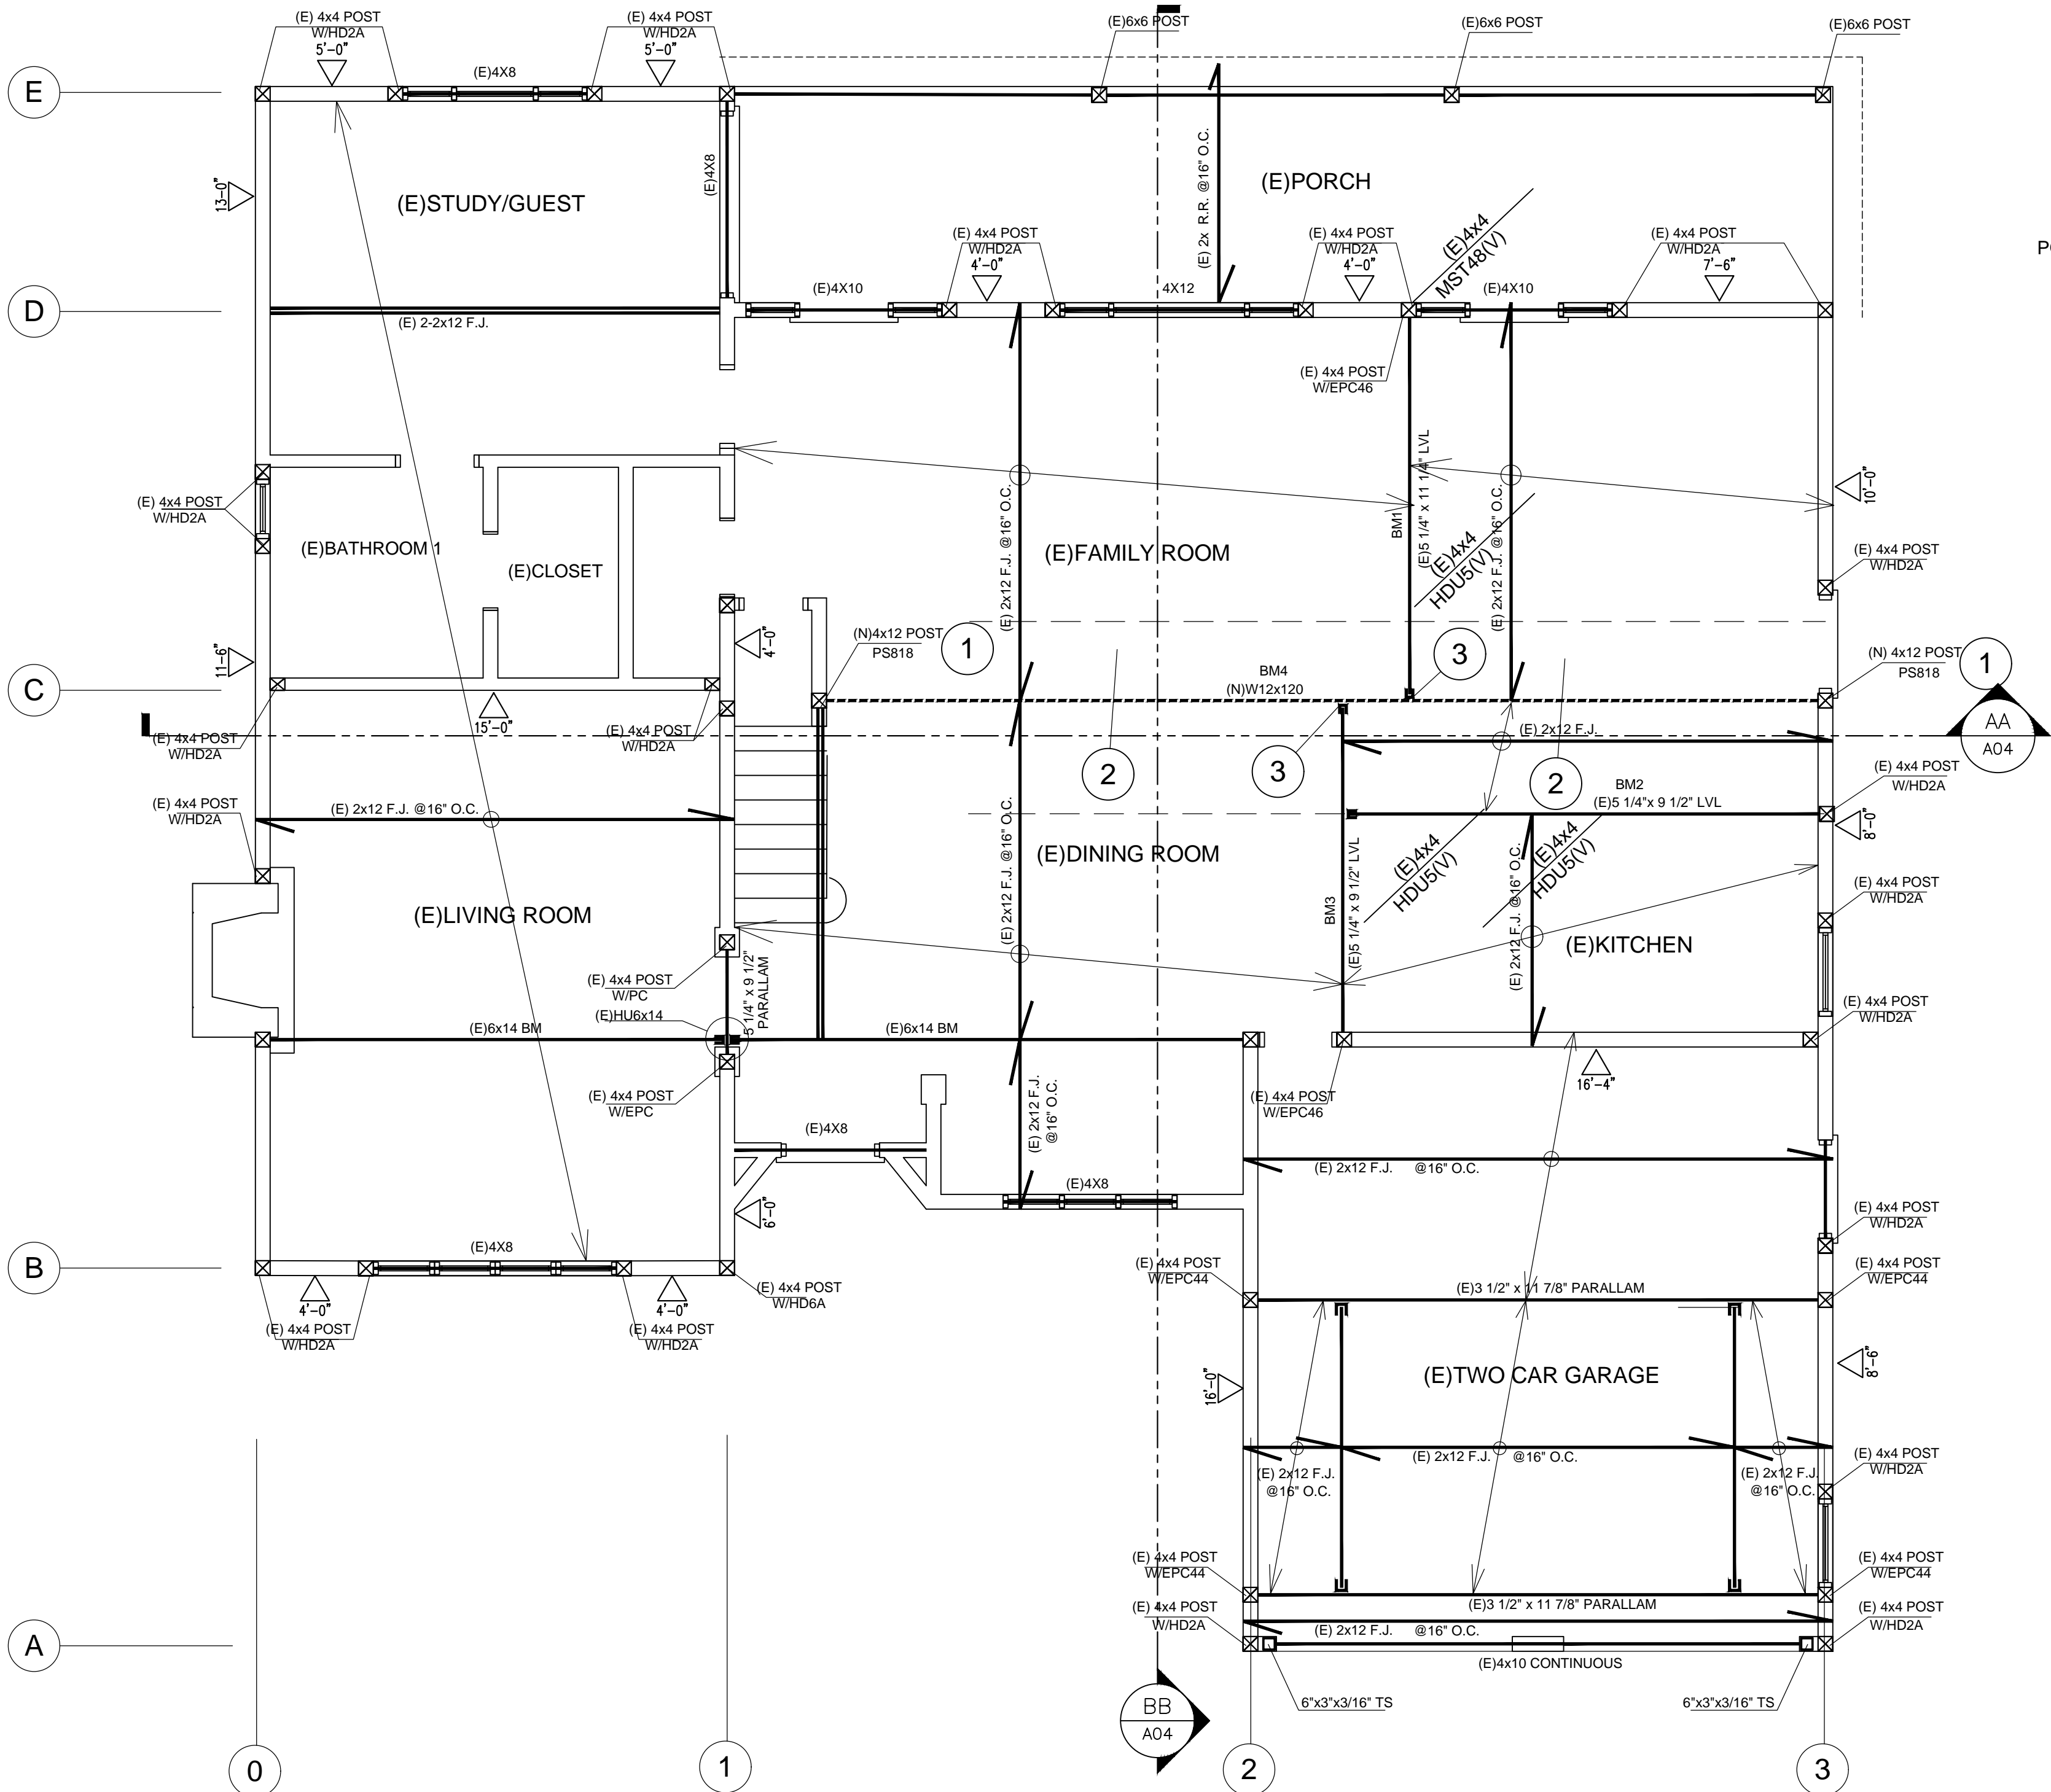 (E) 4x4 POST
W/HD2A
5'-0"
(E) 4x4 POST
W/HD2A
5'-0"
(E)6x6 POST
(E)6x6 POST
(E)6x6 POST
(E)4X8
E
(E)4X8
(E) 2x R.R. @16" O.C.
(E)PORCH
13'-0"
(E)STUDY/GUEST
(E) 4x4 POST
W/HD2A
4'-0"
(E) 4x4 POST
W/HD2A
4'-0"
(E)4x4
MST48(V)
(E) 4x4 POST
W/HD2A
7'-6"
(E)4X10
4X12
(E)4X10
D
(E) 2-2x12 F.J.
(E) 4x4 POST
W/EPC46
(E) 4x4 POST
W/HD2A
10'-0"
(E) 2x12 F.J. @16" O.C.
BM1
(E)5 1/4" x 11 1/4" LVL
(E)4x4
HDU5(V)
(E) 2x12 F.J. @16" O.C.
(E)BATHROOM 1
(E)CLOSET
(E)FAMILY ROOM
(E) 4x4 POST
W/HD2A
11'-6"
4'-0"
(N)4x12 POST
PS818
1
3
(N) 4x12 POST
PS818
1
C
BM4
(N)W12x120
15'-0"
(E) 4x4 POST
W/HD2A
(E) 4x4 POST
W/HD2A
(E) 2x12 F.J.
AA
A04
2
3
2
(E) 4x4 POST
W/HD2A
BM2
(E)5 1/4"x 9 1/2" LVL
(E) 4x4 POST
W/HD2A
(E) 2x12 F.J. @16" O.C.
8'-0"
(E) 2x12 F.J. @16" O.C.
(E)DINING ROOM
BM3
(E)5 1/4" x 9 1/2" LVL
(E)4x4
HDU5(V)
(E)4x4
HDU5(V)
(E) 2x12 F.J. @16" O.C.
(E) 4x4 POST
W/HD2A
(E)LIVING ROOM
(E)KITCHEN
(E) 4x4 POST
W/PC
5 1/4" x 9 1/2"
PARALLAM
(E)HU6x14
(E)6x14 BM
(E)6x14 BM
(E) 4x4 POST
W/HD2A
(E) 4x4 POST
W/EPC
(E) 2x12 F.J.
@16" O.C.
(E) 4x4 POST
W/EPC46
16'-4"
(E)4X8
(E) 2x12 F.J. @16" O.C.
(E)4X8
6'-0"
(E) 4x4 POST
W/HD2A
(E)4X8
B
(E) 4x4 POST
W/EPC44
(E) 4x4 POST
W/EPC44
(E)3 1/2" x 11 7/8" PARALLAM
4'-0"
4'-0"
(E) 4x4 POST
W/HD6A
(E) 4x4 POST
W/HD2A
(E) 4x4 POST
W/HD2A
8'-6"
(E)TWO CAR GARAGE
16'-0"
(E) 2x12 F.J. @16" O.C.
(E) 2x12 F.J.
@16" O.C.
(E) 2x12 F.J.
@16" O.C.
(E) 4x4 POST
W/HD2A
(E) 4x4 POST
W/EPC44
(E) 4x4 POST
W/EPC44
(E)3 1/2" x 11 7/8" PARALLAM
(E) 4x4 POST
W/HD2A
(E) 4x4 POST
W/HD2A
(E) 2x12 F.J. @16" O.C.
A
(E)4x10 CONTINUOUS
6"x3"x3/16" TS
6"x3"x3/16" TS
BB
A04
0
1
2
3